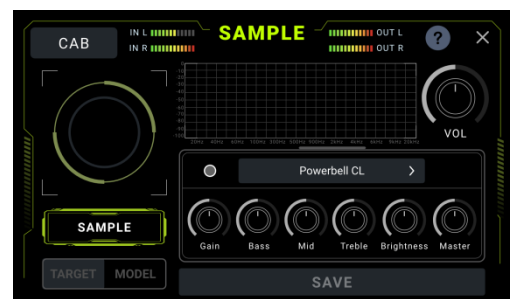 CAB
IN L
IN R
SAMPLE
OUT L
OUT R
?
VOL
Powerbell CL
Gain
Bass
Mid
Treble
Brightness
Master
SAMPLE
TARGET
MODEL
SAVE